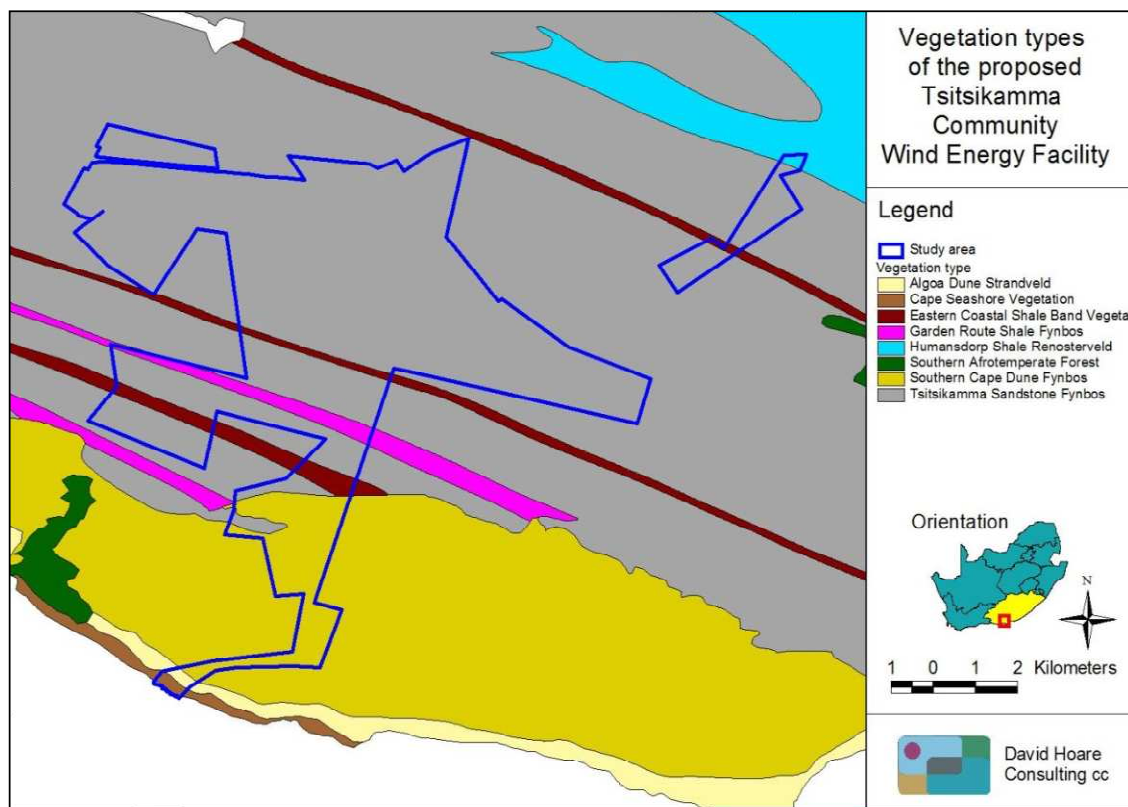 Vegetation types
of the proposed
Tsitsikamma
Community
Wind Energy Facility
Legend
Study area
Vegetation type
Algoa Dune Strandveld
Cape Seashore Vegetation
Eastern Coastal Shale Band Vegeta
Garden Route Shale Fynbos
Humansdorp Shale Renosterveld
Southern Afrotemperate Forest
Southern Cape Dune Fynbos
Tsitsikamma Sandstone Fynbos
Orientation
N
1 0 1 2 Kilometers
David Hoare
Consulting cc